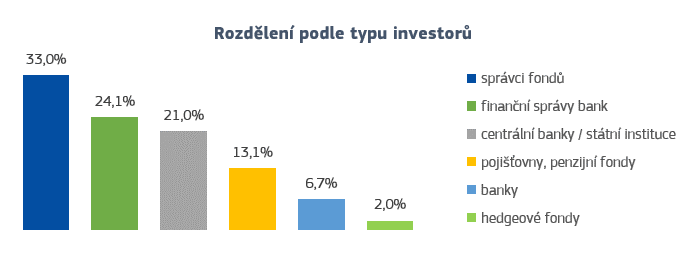 Rozdělení podle typu investorů
33,0%
24,1%
21,0%
13,1%
6,7%
2,0%
správci fondů
finanční správy bank
centrální banky / státní instituce
pojišťovny, penzijní fondy
banky
hedgeové fondy